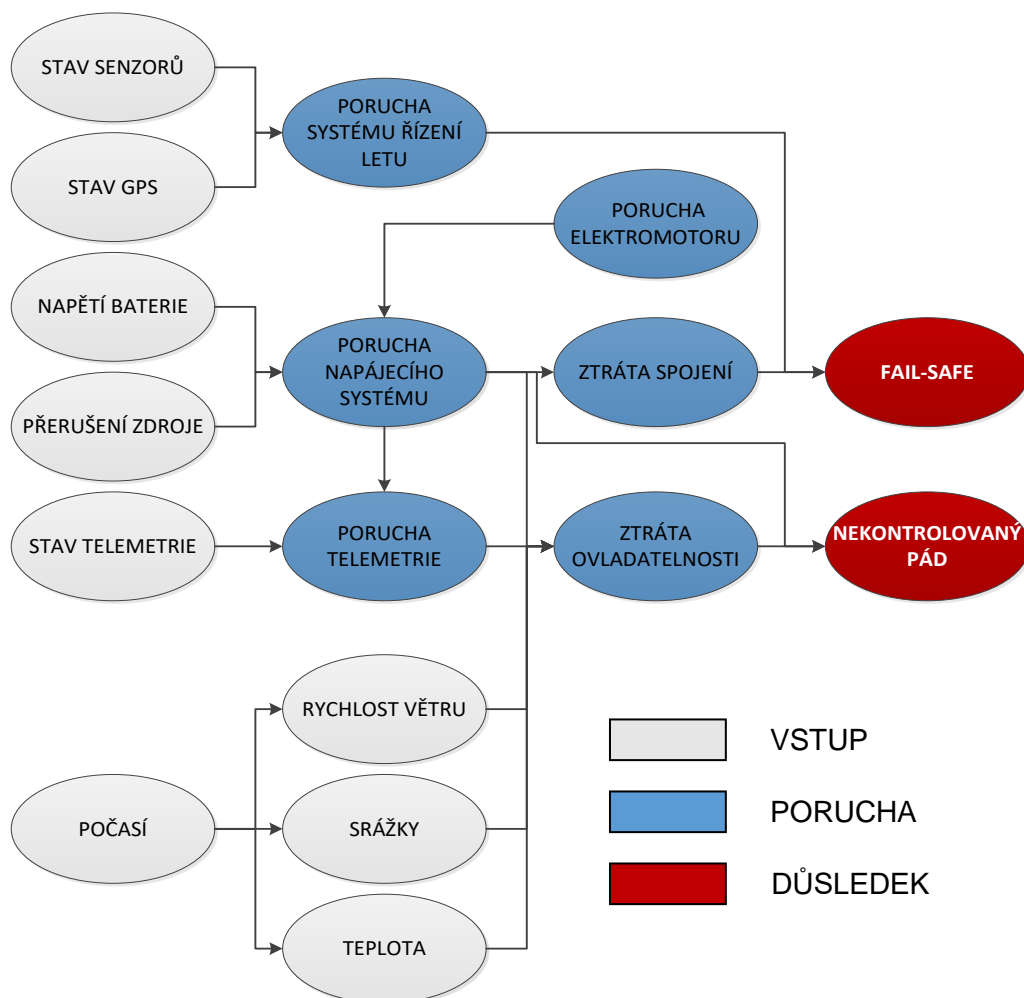 STAV SENZORŮ
PORUCHA
SYSTÉMU ŘÍZENÍ
LETU
STAV GPS
PORUCHA
ELEKTROMOTORU
NAPĚTÍ BATERIE
PORUCHA
NAPÁJECÍHO
SYSTÉMU
ZTRÁTA SPOJENÍ
FAIL-SAFE
PŘERUŠENÍ ZDROJE
STAV TELEMETRIE
PORUCHA
TELEMETRIE
ZTRÁTA
OVLADATELNOSTI
NEKONTROLOVANÝ
PÁD
RYCHLOST VĚTRU
POČASÍ
SRÁŽKY
TEPLOTA
VSTUP
PORUCHA
DŮSLEDEK